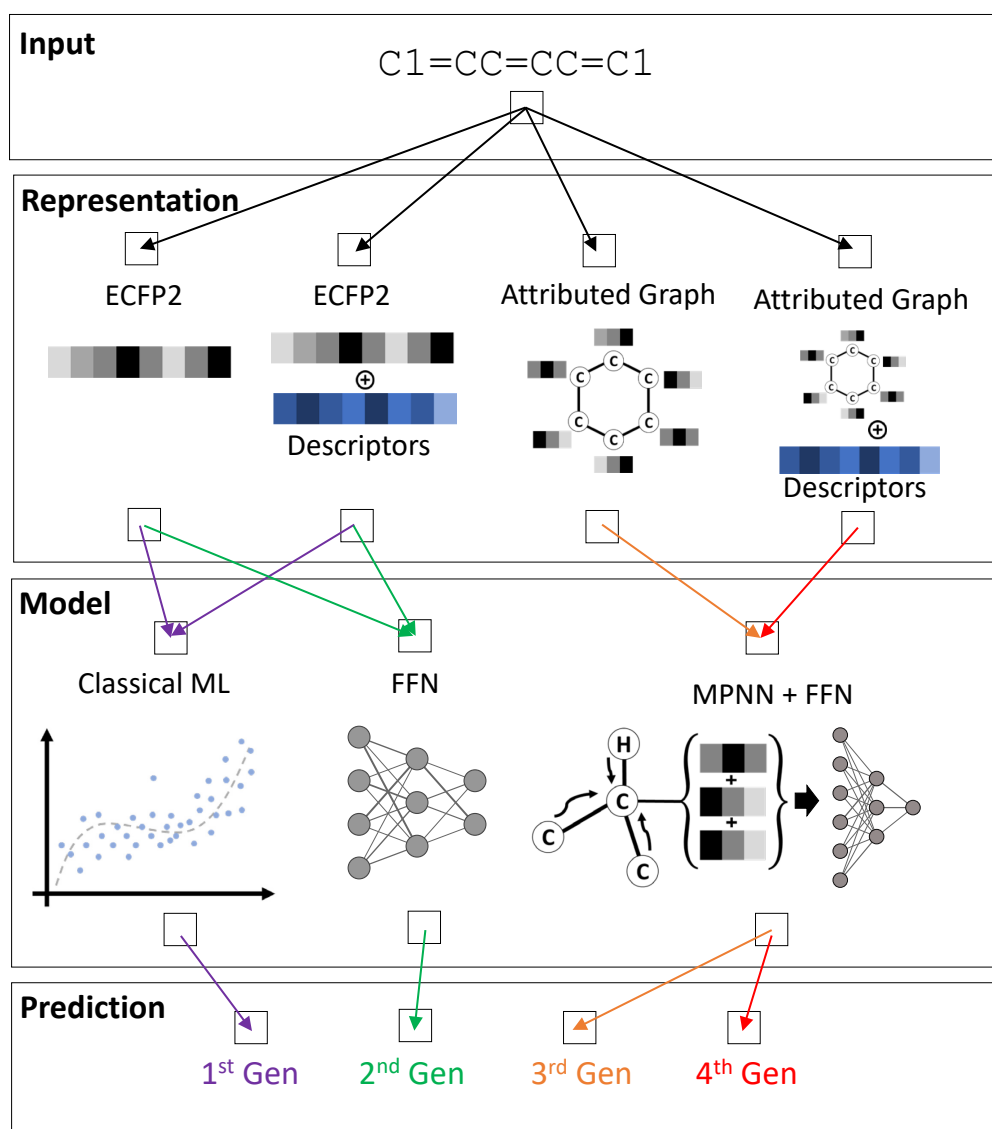 Input
C1=CC=CC=C1
Representation
ECFP2
ECFP2
Attributed Graph
Attributed Graph
C
C
C
C
C
C
C
C
C
C
C
C
Descriptors
Descriptors
Model
Classical ML
FFN
MPNN + FFN
H
C
C
C
+
+
Prediction
1st Gen
2nd Gen
3rd Gen
4th Gen